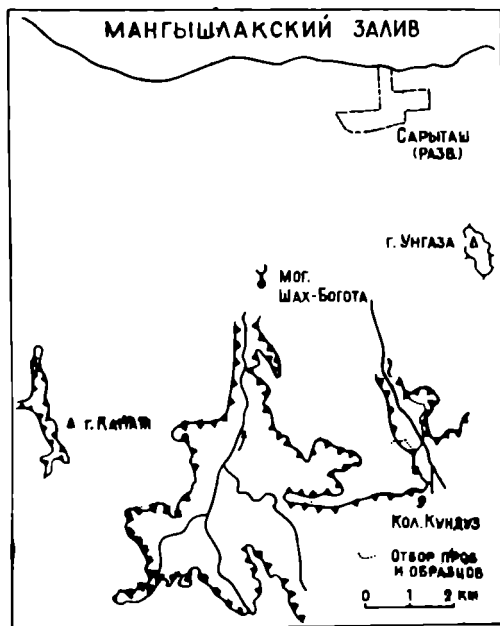 МАНГЫШЛАКСКИЙ ЗАЛИВ
САРЫТАШ
(РАЗВ.)
г. УНГАЗА
МОГ.
ШАХ-БОГОТА
г.
КОЛ. КУНДУЗ
ОТБОР ПРОБ
И ОБРАЗЦОВ
0 1 2 КМ